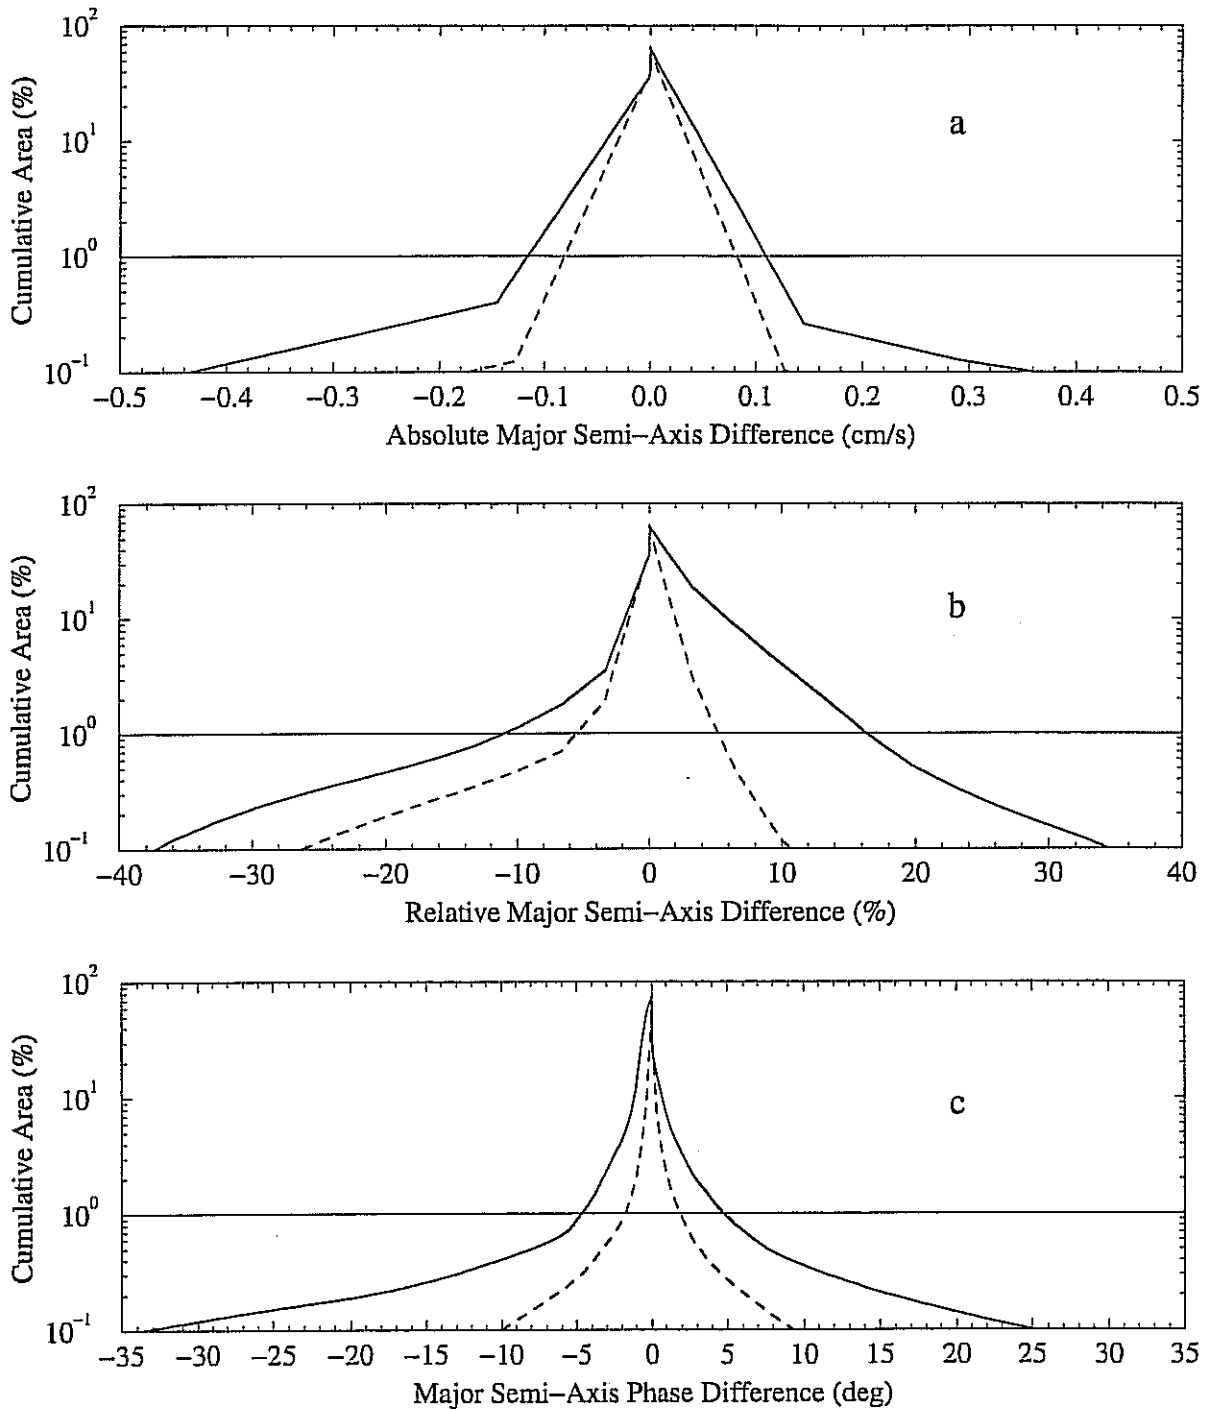 10²
10¹
10⁰
10⁻¹
Cumulative Area (%)
a
−0.5 −0.4 −0.3 −0.2 −0.1 0.0 0.1 0.2 0.3 0.4 0.5
Absolute Major Semi−Axis Difference (cm/s)
10²
10¹
10⁰
10⁻¹
Cumulative Area (%)
b
−40 −30 −20 −10 0 10 20 30 40
Relative Major Semi−Axis Difference (%)
10²
10¹
10⁰
10⁻¹
Cumulative Area (%)
c
−35 −30 −25 −20 −15 −10 −5 0 5 10 15 20 25 30 35
Major Semi−Axis Phase Difference (deg)